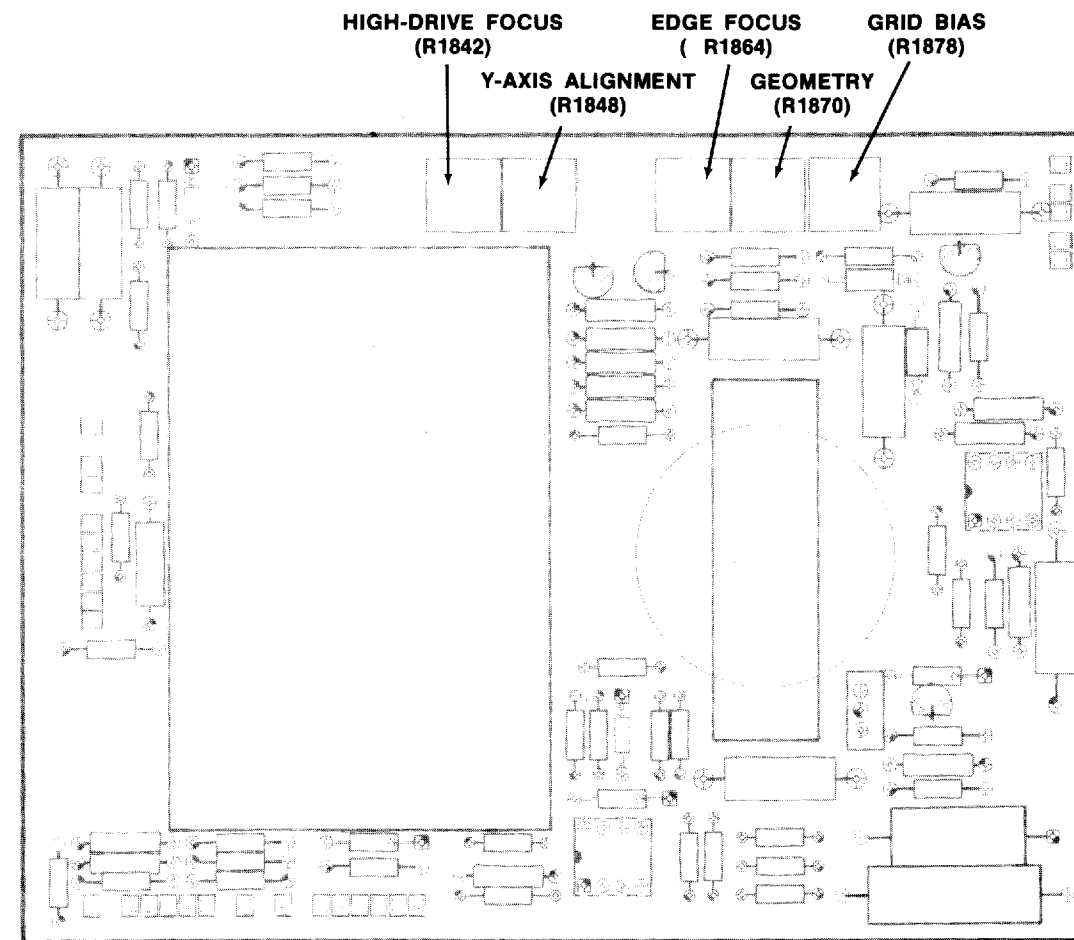 HIGH-DRIVE FOCUS
(R1842)
EDGE FOCUS
( R1864)
GRID BIAS
(R1878)
Y-AXIS ALIGNMENT
(R1848)
GEOMETRY
(R1870)